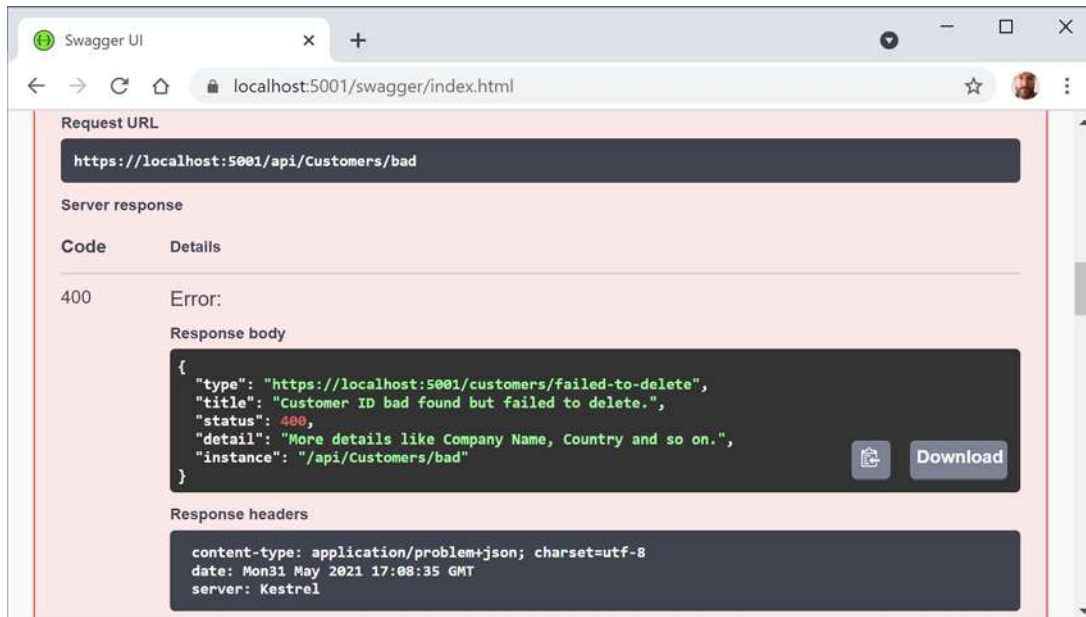 Swagger UI
localhost:5001/swagger/index.html
Request URL
https://localhost:5001/api/Customers/bad
Server response
Code Details
400 Error:
Response body
{
"type": "https://localhost:5001/customers/failed-to-delete",
"title": "Customer ID bad found but failed to delete.",
"status": 400,
"detail": "More details like Company Name, Country and so on.",
"instance": "/api/Customers/bad"
}
Download
Response headers
content-type: application/problem+json; charset=utf-8
date: Mon31 May 2021 17:08:35 GMT
server: Kestrel